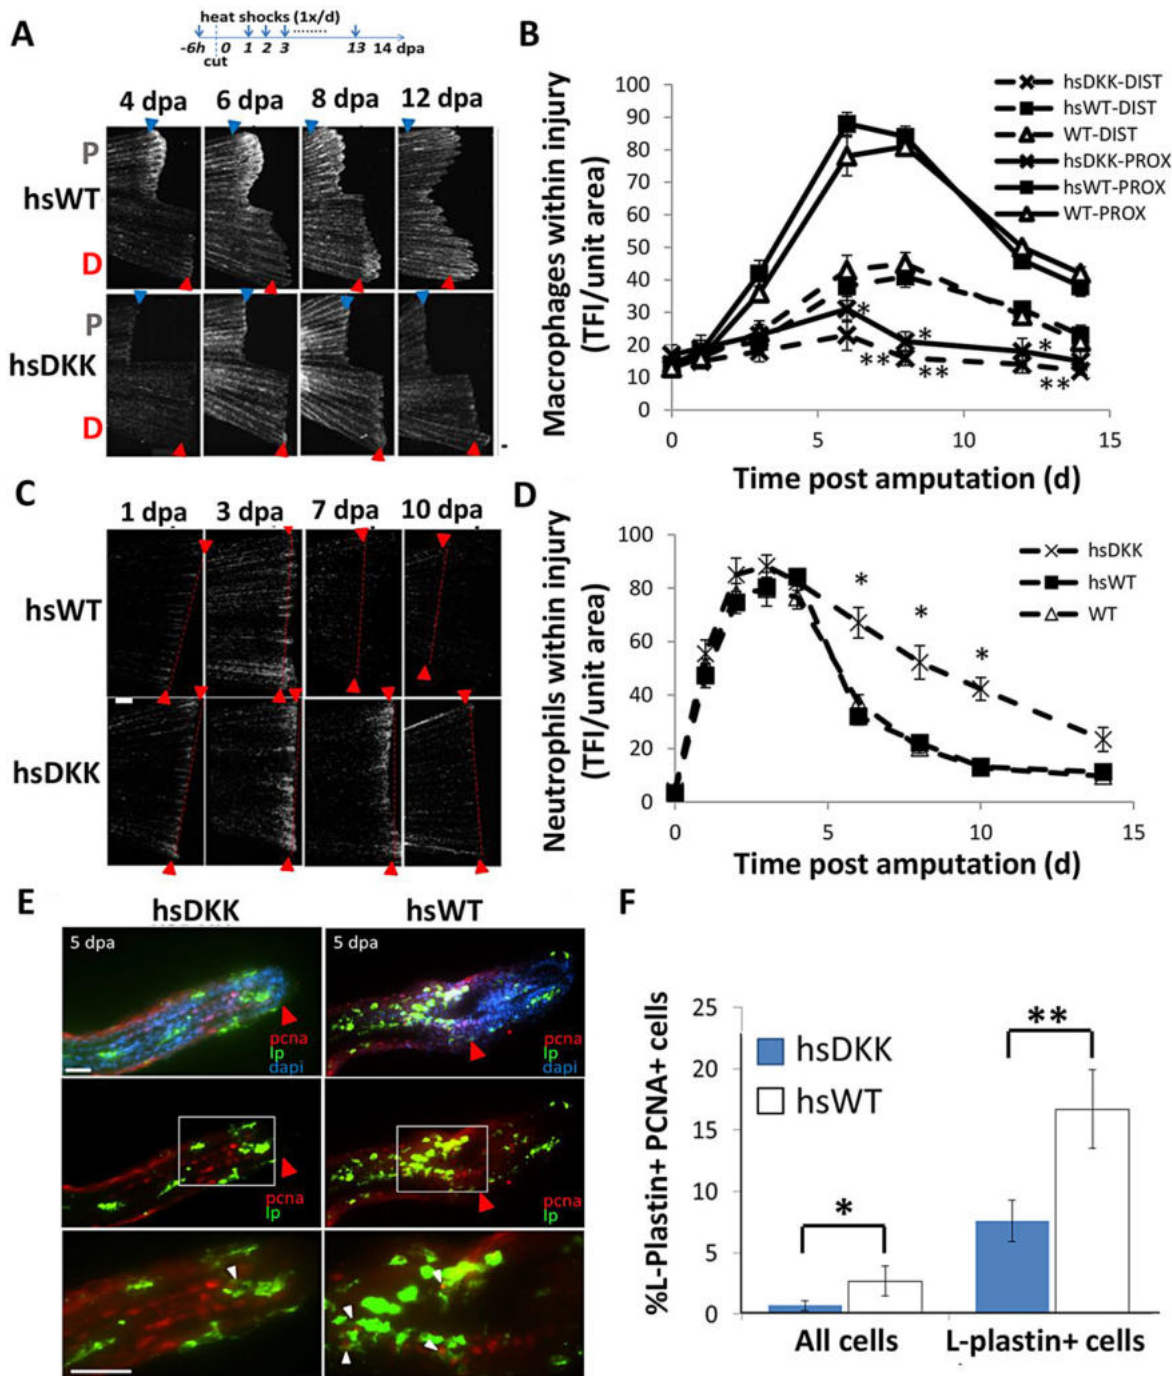 A
heat shocks (1x/d)
-6h 0 1 2 3 ........ 13 14 dpa
cut
4 dpa 6 dpa 8 dpa 12 dpa
P
hsWT
D
P
hsDKK
D
B
Macrophages within injury
(TFI/unit area)
100
90
80
70
60
50
40
30
20
10
0
0 5 10 15
Time post amputation (d)
hsDKK-DIST
hsWT-DIST
WT-DIST
hsDKK-PROX
hsWT-PROX
WT-PROX
* * *
** ** **
C
1 dpa 3 dpa 7 dpa 10 dpa
hsWT
hsDKK
D
Neutrophils within injury
(TFI/unit area)
100
80
60
40
20
0
0 5 10 15
Time post amputation (d)
hsDKK
hsWT
WT
* * *
E
hsDKK hsWT
5 dpa 5 dpa
pcna pcna
lp lp
dapi dapi
pcna pcna
lp lp
F
%L-Plastin+ PCNA+ cells
25
20
15
10
5
0
hsDKK
hsWT
* **
All cells L-plastin+ cells